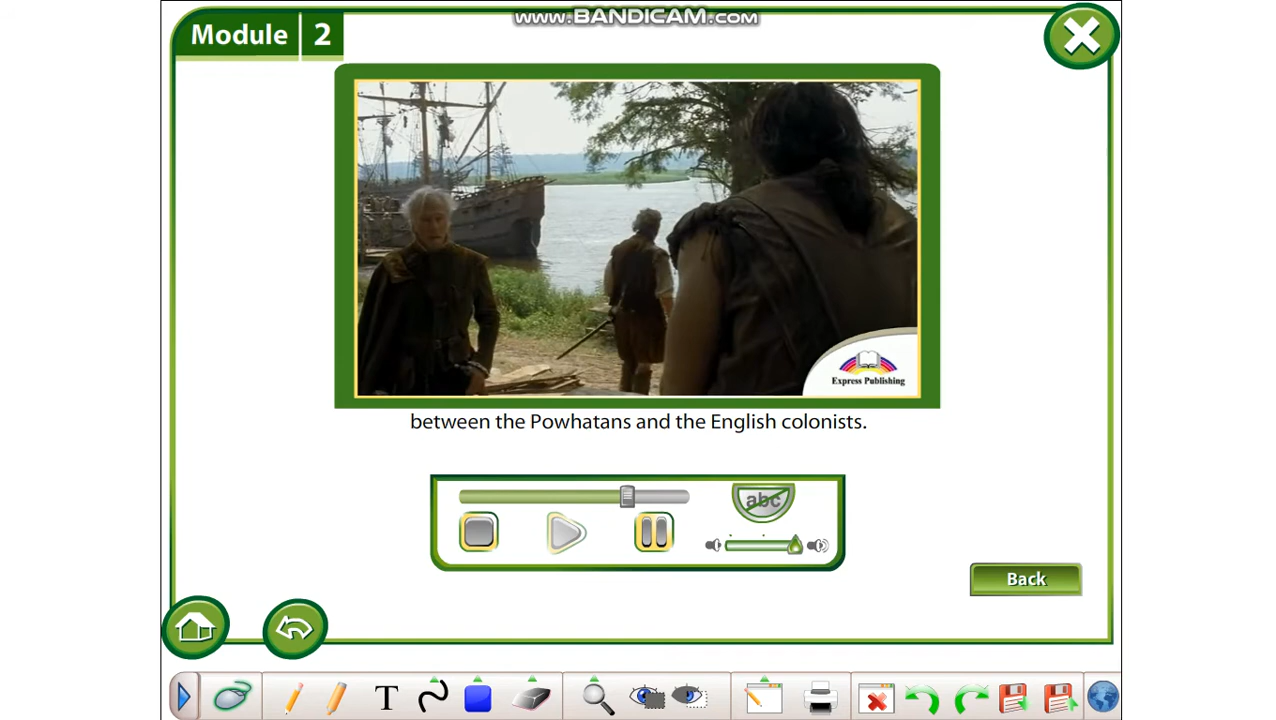 www.BANDICAM.com
Module 2
Express Publishing
between the Powhatans and the English colonists.
abc
Back
T